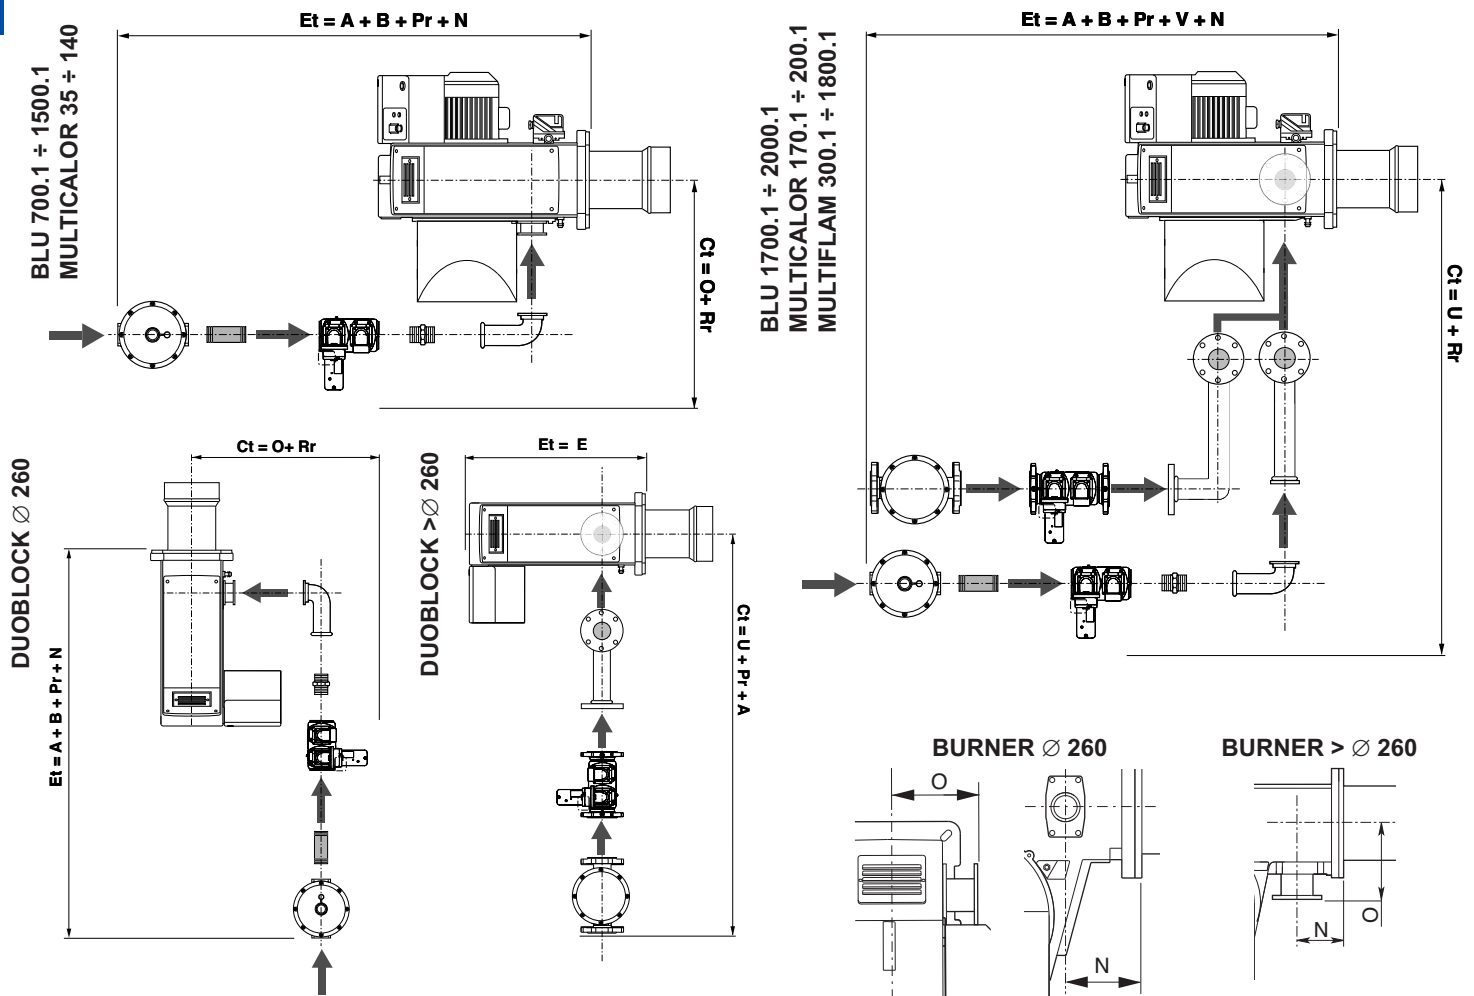 Et = A + B + Pr + N
BLU 700.1 ÷ 1500.1
MULTICALOR 35 ÷ 140
Ct = O+ Rr
Et = A + B + Pr + V + N
BLU 1700.1 ÷ 2000.1
MULTICALOR 170.1 ÷ 200.1
MULTIFLAM 300.1 ÷ 1800.1
Ct = U + Rr
DUOBLOCK ∅ 260
Ct = O+ Rr
Et = A + B + Pr + N
DUOBLOCK >∅ 260
Et = E
Ct = U + Pr + A
BURNER ∅ 260
O
N
BURNER > ∅ 260
N
O